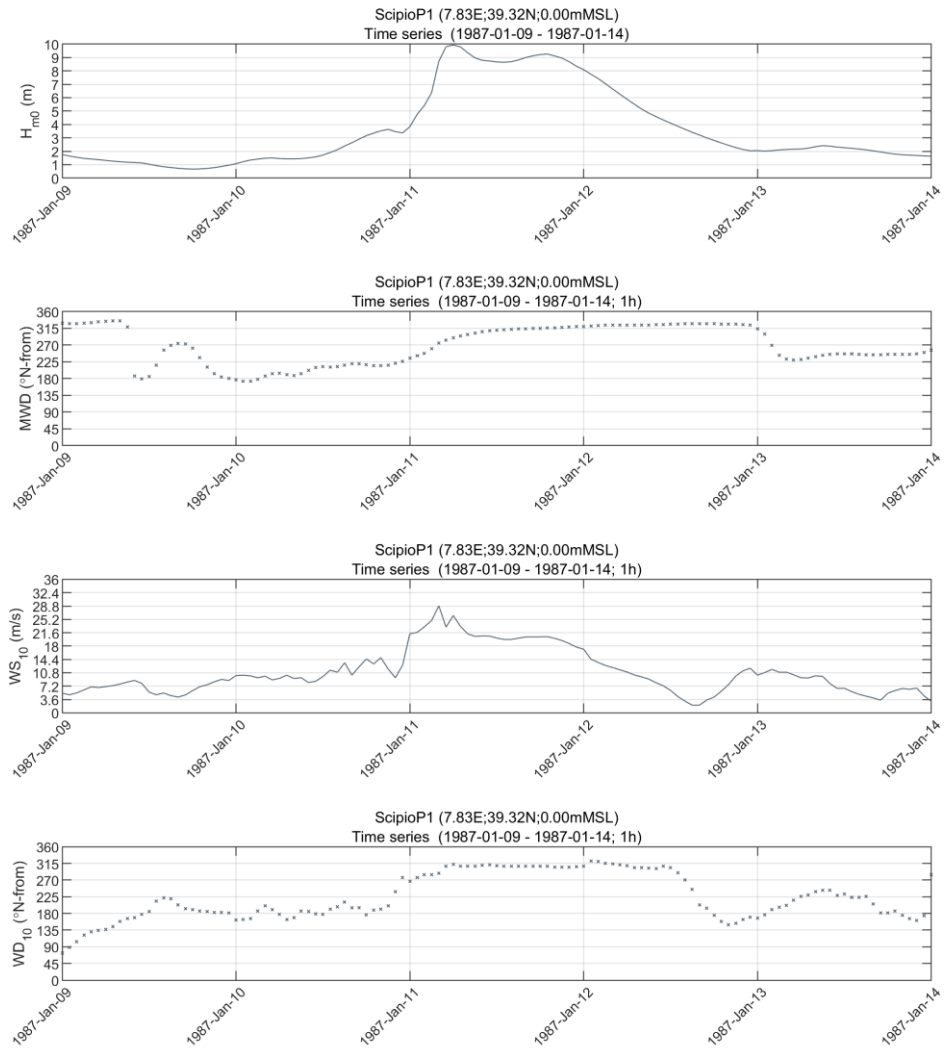 ScipioP1 (7.83E;39.32N;0.00mMSL)
Time series (1987-01-09 - 1987-01-14)
H_m0 (m)
10
9
8
7
6
5
4
3
2
1
0
1987-Jan-09
1987-Jan-10
1987-Jan-11
1987-Jan-12
1987-Jan-13
1987-Jan-14
ScipioP1 (7.83E;39.32N;0.00mMSL)
Time series (1987-01-09 - 1987-01-14; 1h)
MWD (°N-from)
360
315
270
225
180
135
90
45
0
1987-Jan-09
1987-Jan-10
1987-Jan-11
1987-Jan-12
1987-Jan-13
1987-Jan-14
ScipioP1 (7.83E;39.32N;0.00mMSL)
Time series (1987-01-09 - 1987-01-14; 1h)
WS_10 (m/s)
36
32.4
28.8
25.2
21.6
18
14.4
10.8
7.2
3.6
0
1987-Jan-09
1987-Jan-10
1987-Jan-11
1987-Jan-12
1987-Jan-13
1987-Jan-14
ScipioP1 (7.83E;39.32N;0.00mMSL)
Time series (1987-01-09 - 1987-01-14; 1h)
WD_10 (°N-from)
360
315
270
225
180
135
90
45
0
1987-Jan-09
1987-Jan-10
1987-Jan-11
1987-Jan-12
1987-Jan-13
1987-Jan-14